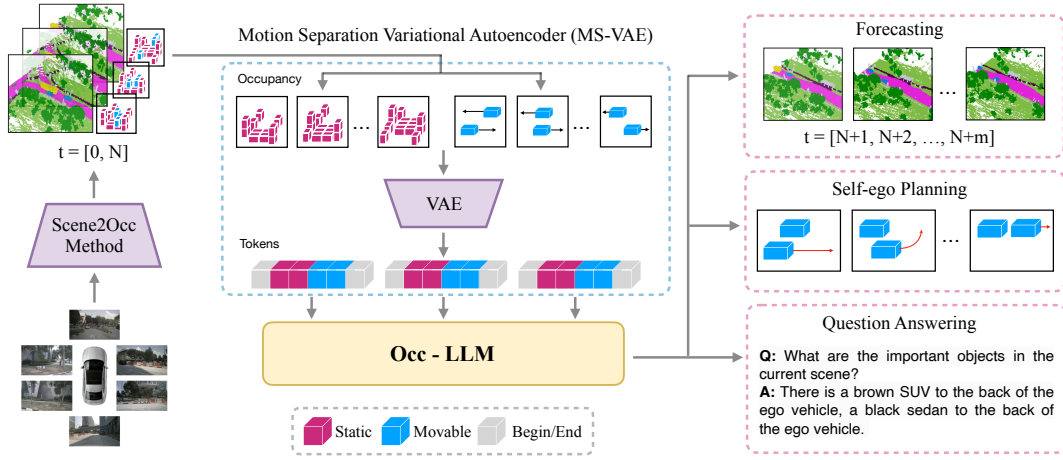 Motion Separation Variational Autoencoder (MS-VAE)
Occupancy
...
...
t = [0, N]
Scene2Occ
Method
VAE
Tokens
Occ - LLM
Static
Movable
Begin/End
Forecasting
...
t = [N+1, N+2, …, N+m]
Self-ego Planning
...
Question Answering
Q: What are the important objects in the
current scene?
A: There is a brown SUV to the back of the
ego vehicle, a black sedan to the back of
the ego vehicle.